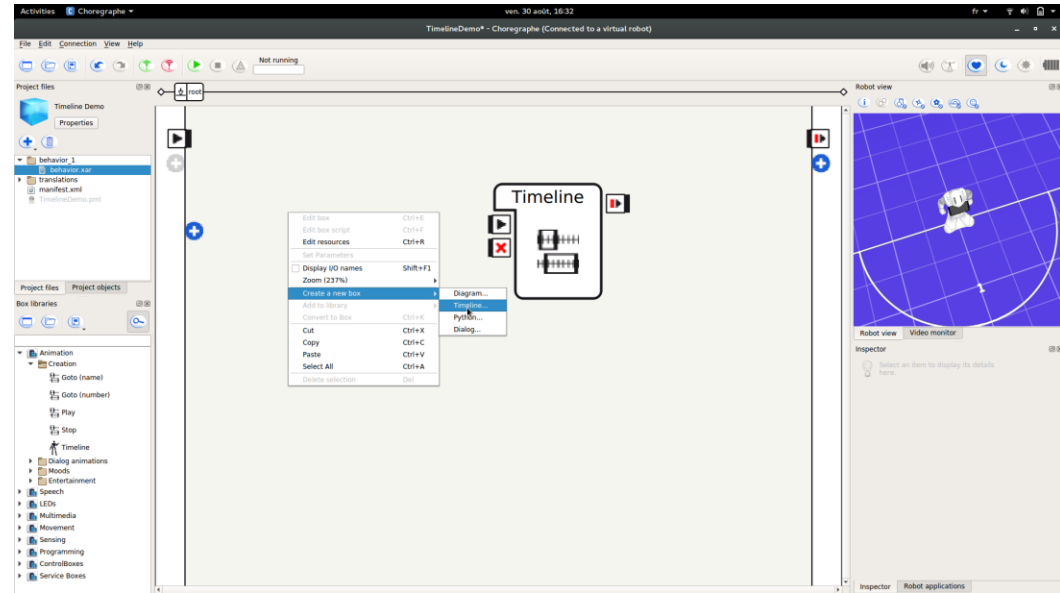 Activities Choregraphe ven. 30 août, 16:32 fr
TimelineDemo* - Choregraphe (Connected to a virtual robot)
File Edit Connection View Help
Not running
Project files
Timeline Demo
Properties
behavior_1
behavior.xar
translations
manifest.xml
TimelineDemo.pml
Project files Project objects
Box libraries
Animation
Creation
Goto (name)
Goto (number)
Play
Stop
Timeline
Dialog animations
Moods
Entertainment
Speech
LEDs
Multimedia
Movement
Sensing
Programming
ControlBoxes
Service Boxes
root
Timeline
Edit box Ctrl+E
Edit box script Ctrl+F
Edit resources Ctrl+R
Set Parameters
Display I/O names Shift+F1
Zoom (237%)
Create a new box
Add to library
Convert to Box Ctrl+K
Cut Ctrl+X
Copy Ctrl+C
Paste Ctrl+V
Select All Ctrl+A
Delete selection Del
Diagram...
Timeline...
Python...
Dialog...
Robot view
1
Robot view Video monitor
Inspector
Select an item to display its details
here.
Inspector Robot applications